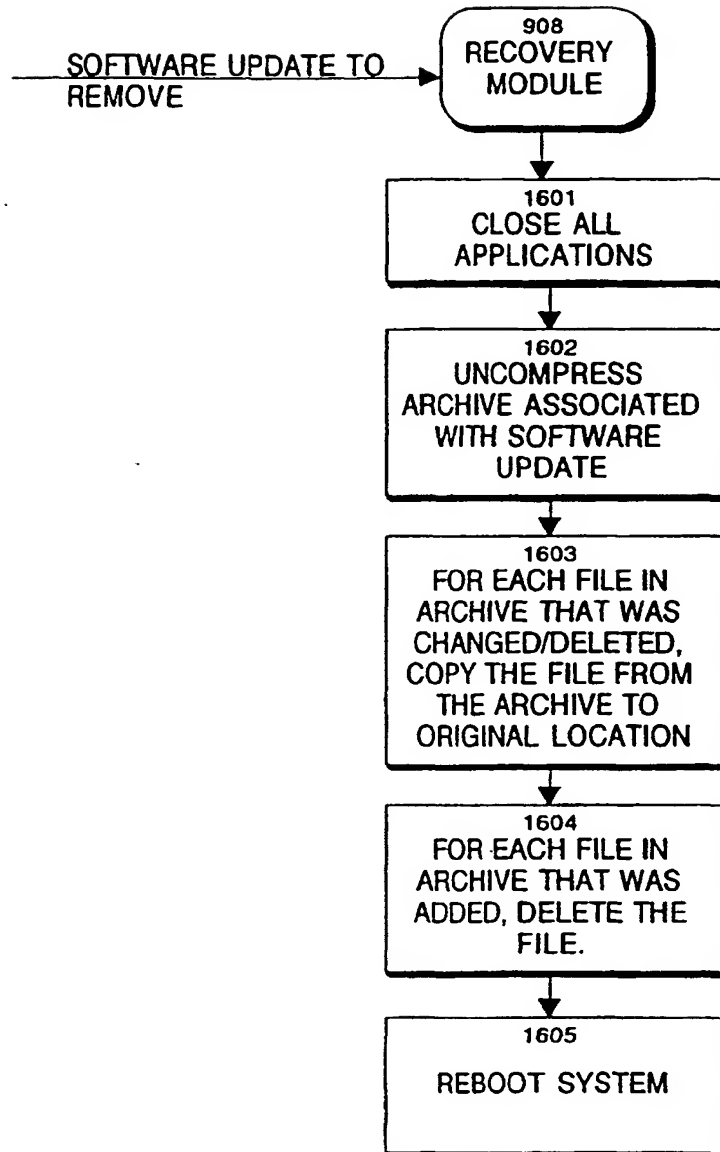 SOFTWARE UPDATE TO
REMOVE
908
RECOVERY
MODULE
1601
CLOSE ALL
APPLICATIONS
1602
UNCOMPRESS
ARCHIVE ASSOCIATED
WITH SOFTWARE
UPDATE
1603
FOR EACH FILE IN
ARCHIVE THAT WAS
CHANGED/DELETED,
COPY THE FILE FROM
THE ARCHIVE TO
ORIGINAL LOCATION
1604
FOR EACH FILE IN
ARCHIVE THAT WAS
ADDED, DELETE THE
FILE.
1605
REBOOT SYSTEM